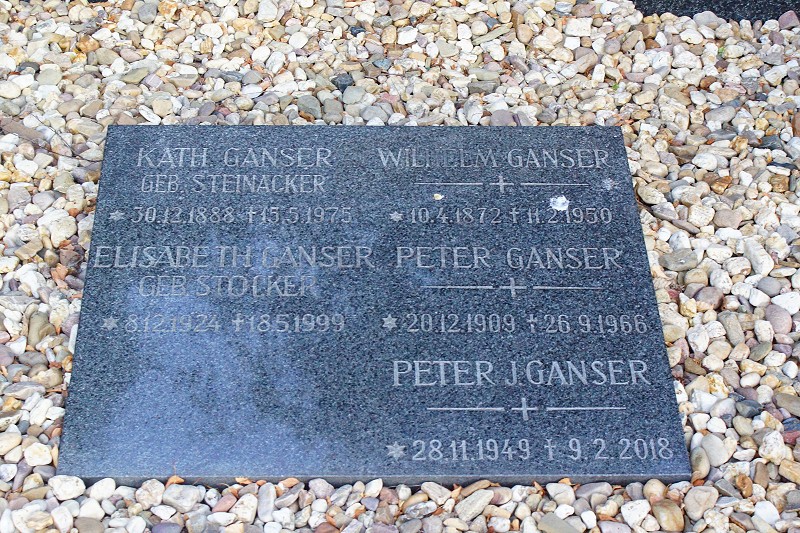 KÄTH. GANSER
GEB. STEINACKER
* 30.12.1888 † 15.5.1975
WILHELM GANSER
* 10.4.1872 † 11.2.1950
ELISABETH GANSER
GEB. STOCKER
* 8.12.1924 † 18.5.1999
PETER GANSER
* 20.12.1909 † 26.9.1966
PETER J. GANSER
* 28.11.1949 † 9.2.2018